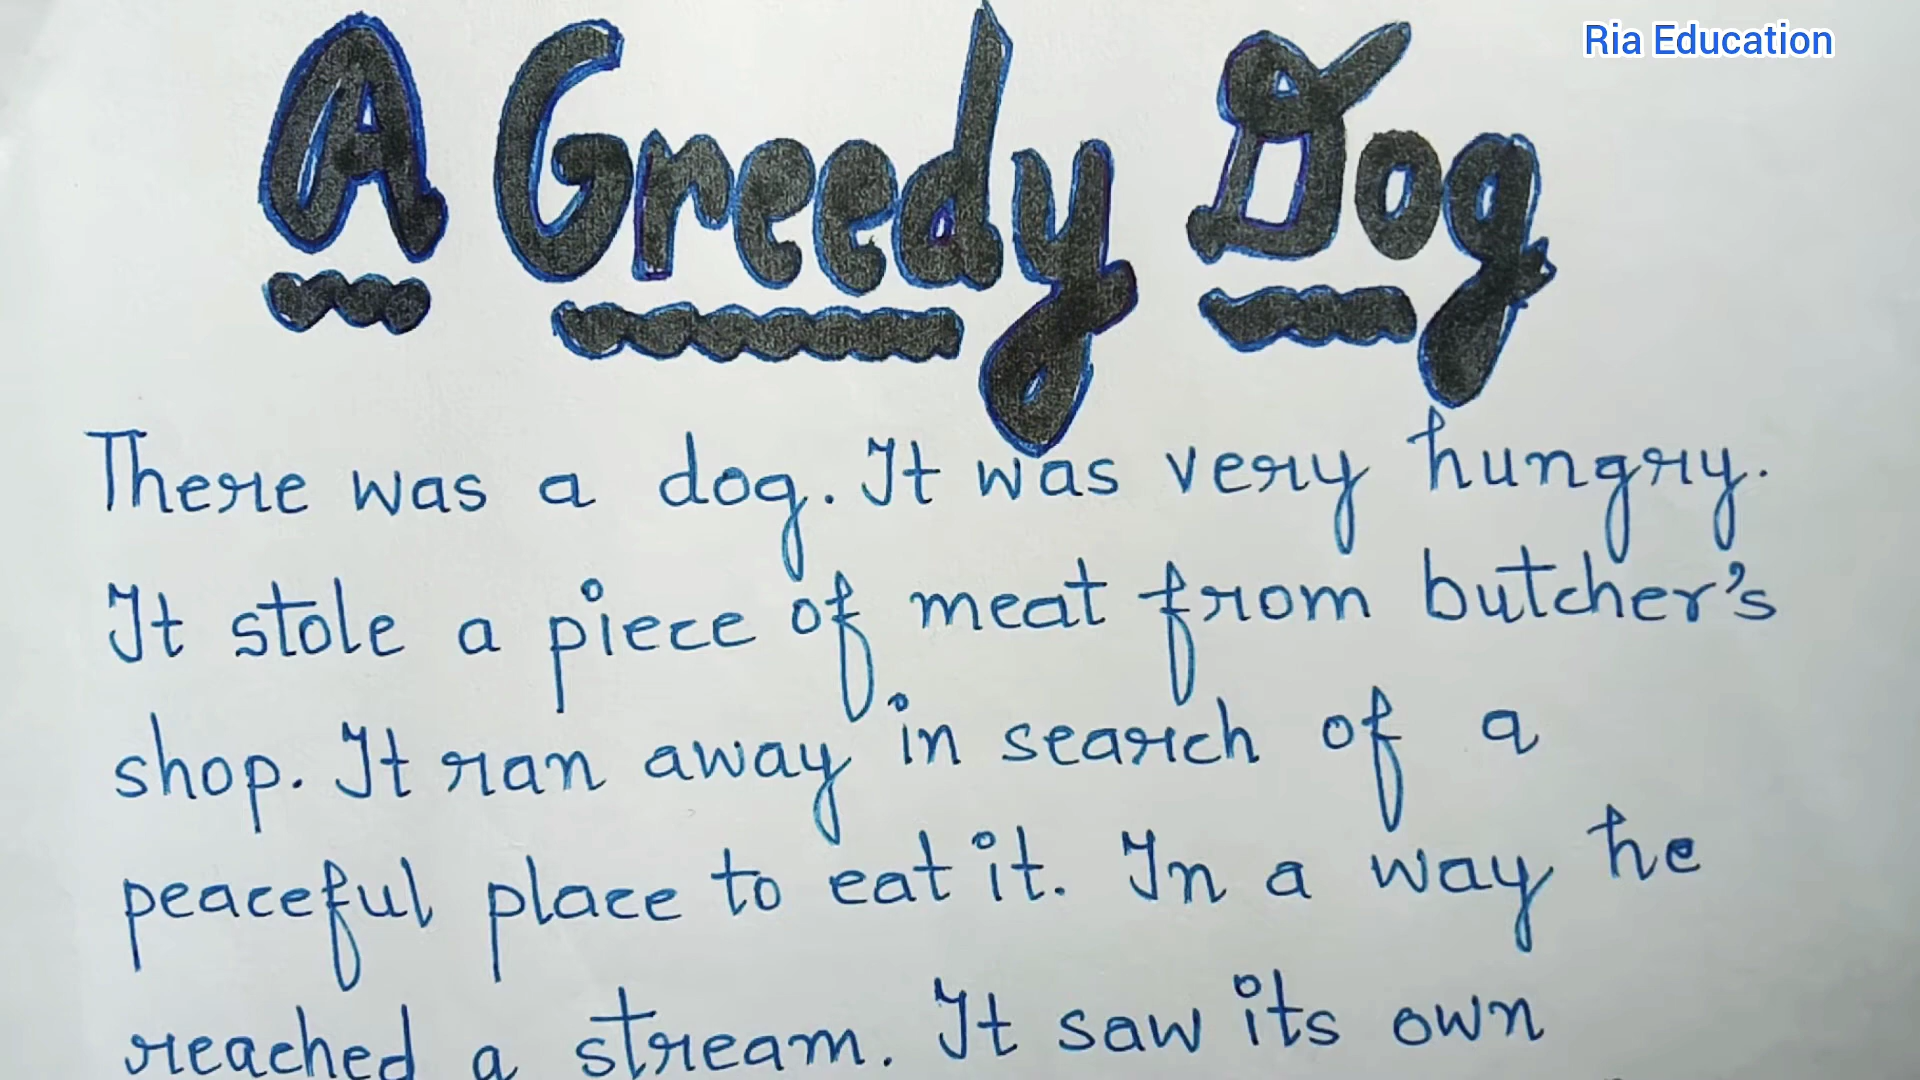 Ria Education
A Greedy Dog
There was a dog. It was very hungry.
It stole a piece of meat from butcher's
shop. It ran away in search of a
peaceful place to eat it. In a way he
reached a stream. It saw its own